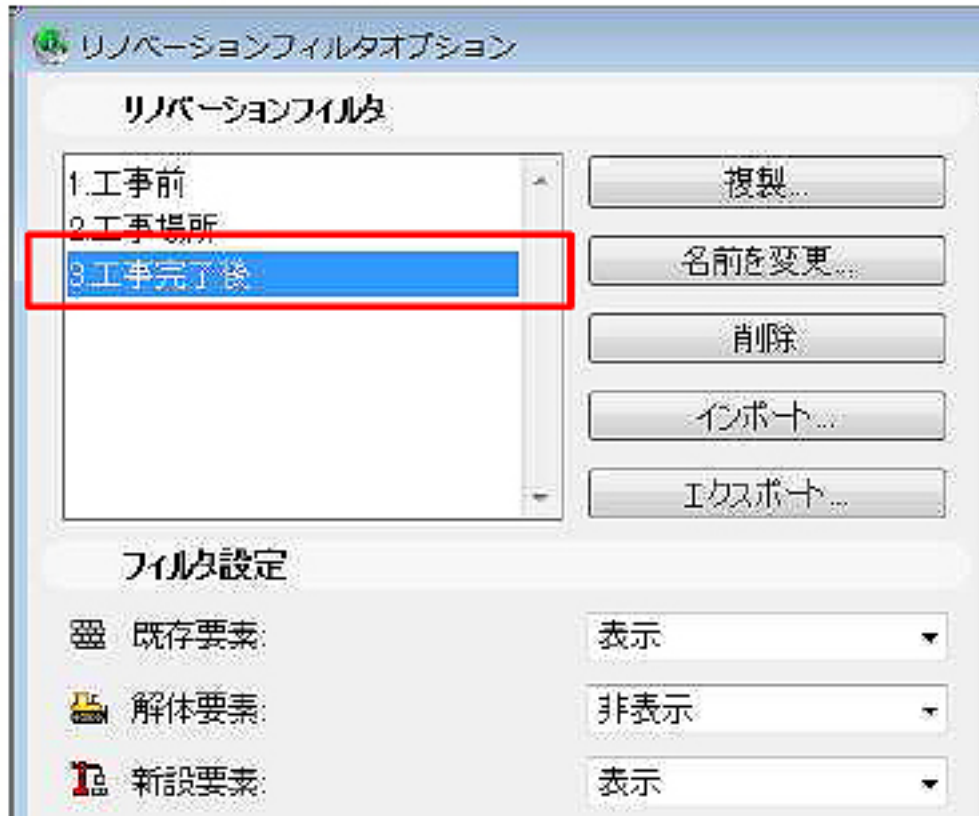 リノベーションフィルタオプション
リノベーションフィルタ
1.工事前
2.工事場所
3.工事完了後
複製...
名前を変更...
削除
インポート...
エクスポート...
フィルタ設定
既存要素: 表示
解体要素: 非表示
新設要素: 表示